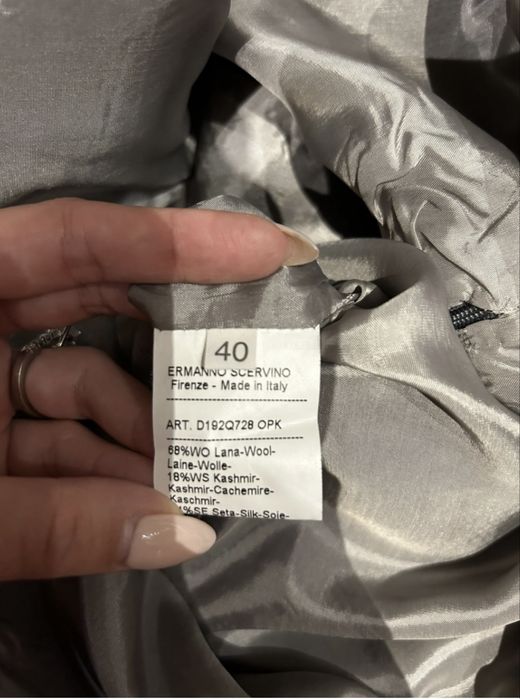 40
ERMANNO SCERVINO
Firenze - Made in Italy
ART. D192Q728 OPK
68%WO Lana-Wool-
Laine-Wolle-
18%WS Kashmir-
Kashmir-Cachemire-
Kaschmir-
SE Seta-Silk-Soie-